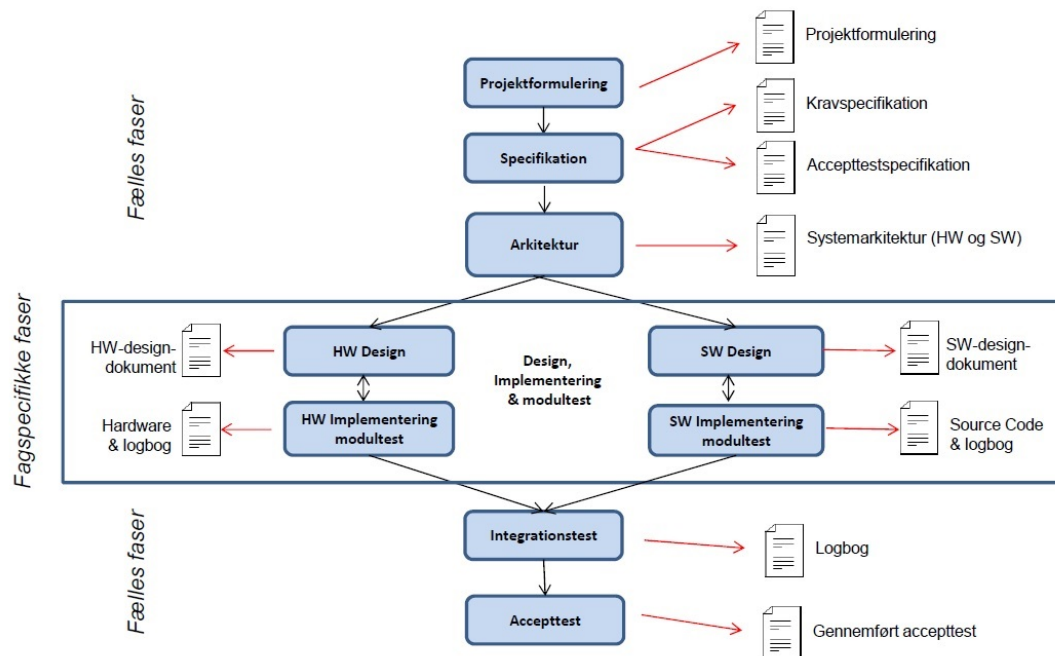 Projektformulering
Projektformulering
Kravspecifikation
Specifikation
Accepttestspecifikation
Fælles faser
Arkitektur
Systemarkitektur (HW og SW)
Fagspecifikke faser
HW-design-
dokument
HW Design
Design,
Implementering
& modultest
SW Design
SW-design-
dokument
Hardware
& logbog
HW Implementering
modultest
SW Implementering
modultest
Source Code
& logbog
Fælles faser
Integrationstest
Logbog
Accepttest
Gennemført accepttest